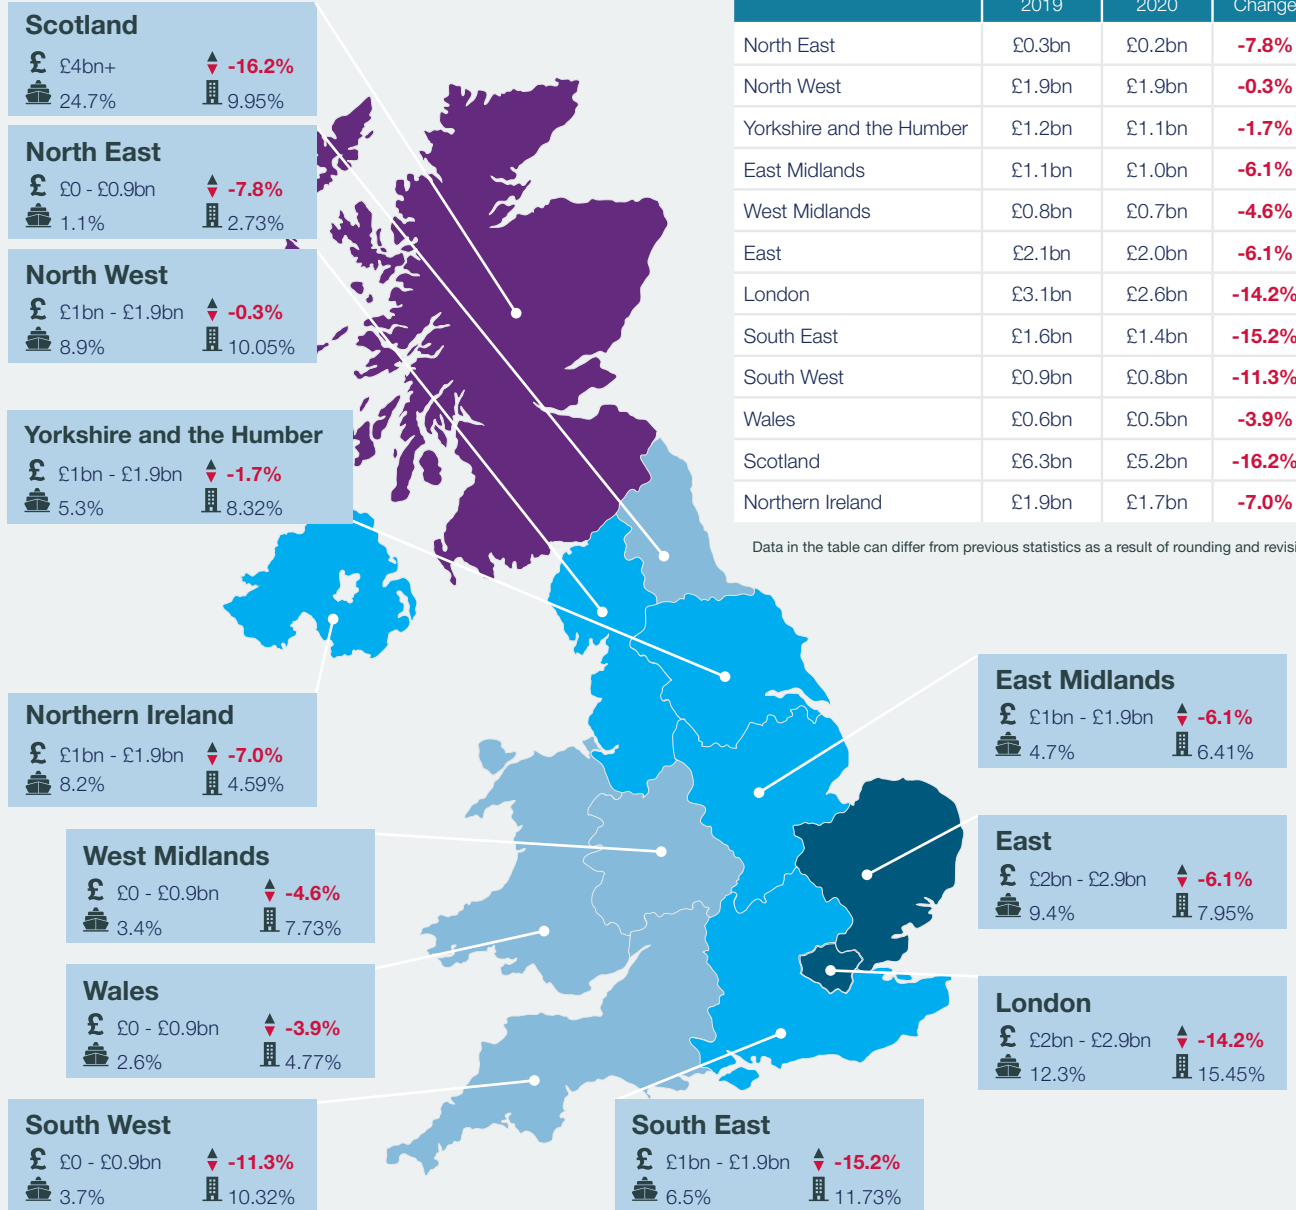 Scotland
£ £4bn+ -16.2%
24.7% 9.95%
North East
£ £0 - £0.9bn -7.8%
1.1% 2.73%
North West
£ £1bn - £1.9bn -0.3%
8.9% 10.05%
Yorkshire and the Humber
£ £1bn - £1.9bn -1.7%
5.3% 8.32%
Northern Ireland
£ £1bn - £1.9bn -7.0%
8.2% 4.59%
West Midlands
£ £0 - £0.9bn -4.6%
3.4% 7.73%
Wales
£ £0 - £0.9bn -3.9%
2.6% 4.77%
South West
£ £0 - £0.9bn -11.3%
3.7% 10.32%
South East
£ £1bn - £1.9bn -15.2%
6.5% 11.73%
2019 2020 Change
North East £0.3bn £0.2bn -7.8%
North West £1.9bn £1.9bn -0.3%
Yorkshire and the Humber £1.2bn £1.1bn -1.7%
East Midlands £1.1bn £1.0bn -6.1%
West Midlands £0.8bn £0.7bn -4.6%
East £2.1bn £2.0bn -6.1%
London £3.1bn £2.6bn -14.2%
South East £1.6bn £1.4bn -15.2%
South West £0.9bn £0.8bn -11.3%
Wales £0.6bn £0.5bn -3.9%
Scotland £6.3bn £5.2bn -16.2%
Northern Ireland £1.9bn £1.7bn -7.0%
Data in the table can differ from previous statistics as a result of rounding and
East Midlands
£ £1bn - £1.9bn -6.1%
4.7% 6.41%
East
£ £2bn - £2.9bn -6.1%
9.4% 7.95%
London
£ £2bn - £2.9bn -14.2%
12.3% 15.45%